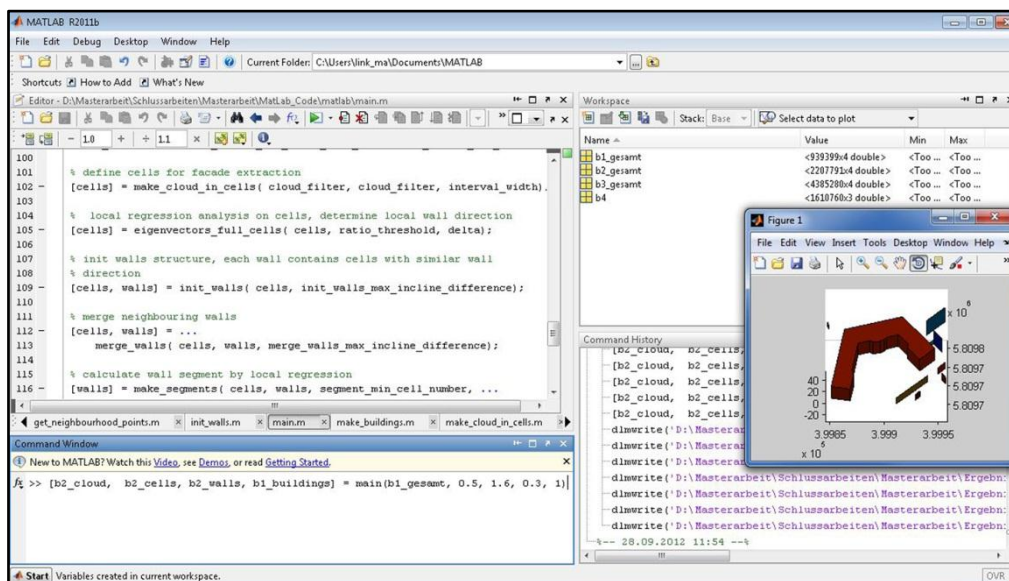 MATLAB R2011b
File Edit Debug Desktop Window Help
Current Folder: C:\Users\link_ma\Documents\MATLAB
Shortcuts How to Add What's New
Editor - D:\Masterarbeit\Schlussarbeiten\Masterarbeit\MatLab_Code\matlab\main.m
1.0 1.1
100
101 % define cells for facade extraction
102 [cells] = make_cloud_in_cells( cloud_filter, cloud_filter, interval_width)
103
104 % local regression analysis on cells, determine local wall direction
105 [cells] = eigenvectors_full_cells( cells, ratio_threshold, delta);
106
107 % init walls structure, each wall contains cells with similar wall
108 % direction
109 [cells, walls] = init_walls( cells, init_walls_max_incline_difference);
110
111 % merge neighbouring walls
112 [cells, walls] = ...
113 merge_walls( cells, walls, merge_walls_max_incline_difference);
114
115 % calculate wall segment by local regression
116 [walls] = make_segments( cells, walls, segment_min_cell_number, ...
get_neighbourhood_points.m init_walls.m main.m make_buildings.m make_cloud_in_cells.m
Command Window
New to MATLAB? Watch this Video, see Demos, or read Getting Started.
fx >> [b2_cloud, b2_cells, b2_walls, b1_buildings] = main(b1_gesamt, 0.5, 1.6, 0.3, 1)
Workspace
Stack: Base Select data to plot
Name Value Min Max
b1_gesamt <939399x4 double> <Too ... <Too ...
b2_gesamt <2207791x4 double> <Too ... <Too ...
b3_gesamt <4385280x4 double> <Too ... <Too ...
b4 <1610760x3 double> <Too ... <Too ...
Figure 1
File Edit View Insert Tools Desktop Window Help
x 10 6
5.8098
5.8097
5.8097
5.8097
40
20
0
-20
3.9985 3.999 3.9995
x 10 5
Command History
[b2_cloud, b2_cells,
[b2_cloud, b2_cells,
[b2_cloud, b2_cells,
[b2_cloud, b2_cells,
[b2_cloud, b2_cells,
dlmwrite('D:\M
dlmwrite('D:\M
dlmwrite('D:\Masterarbeit\Schlussarbeiten\Masterarbeit\Ergebn
dlmwrite('D:\Masterarbeit\Schlussarbeiten\Masterarbeit\Ergebn
dlmwrite('D:\Masterarbeit\Schlussarbeiten\Masterarbeit\Ergebn
dlmwrite('D:\Masterarbeit\Schlussarbeiten\Masterarbeit\Ergebn
%-- 28.09.2012 11:54 --%
Start Variables created in current workspace. OVR